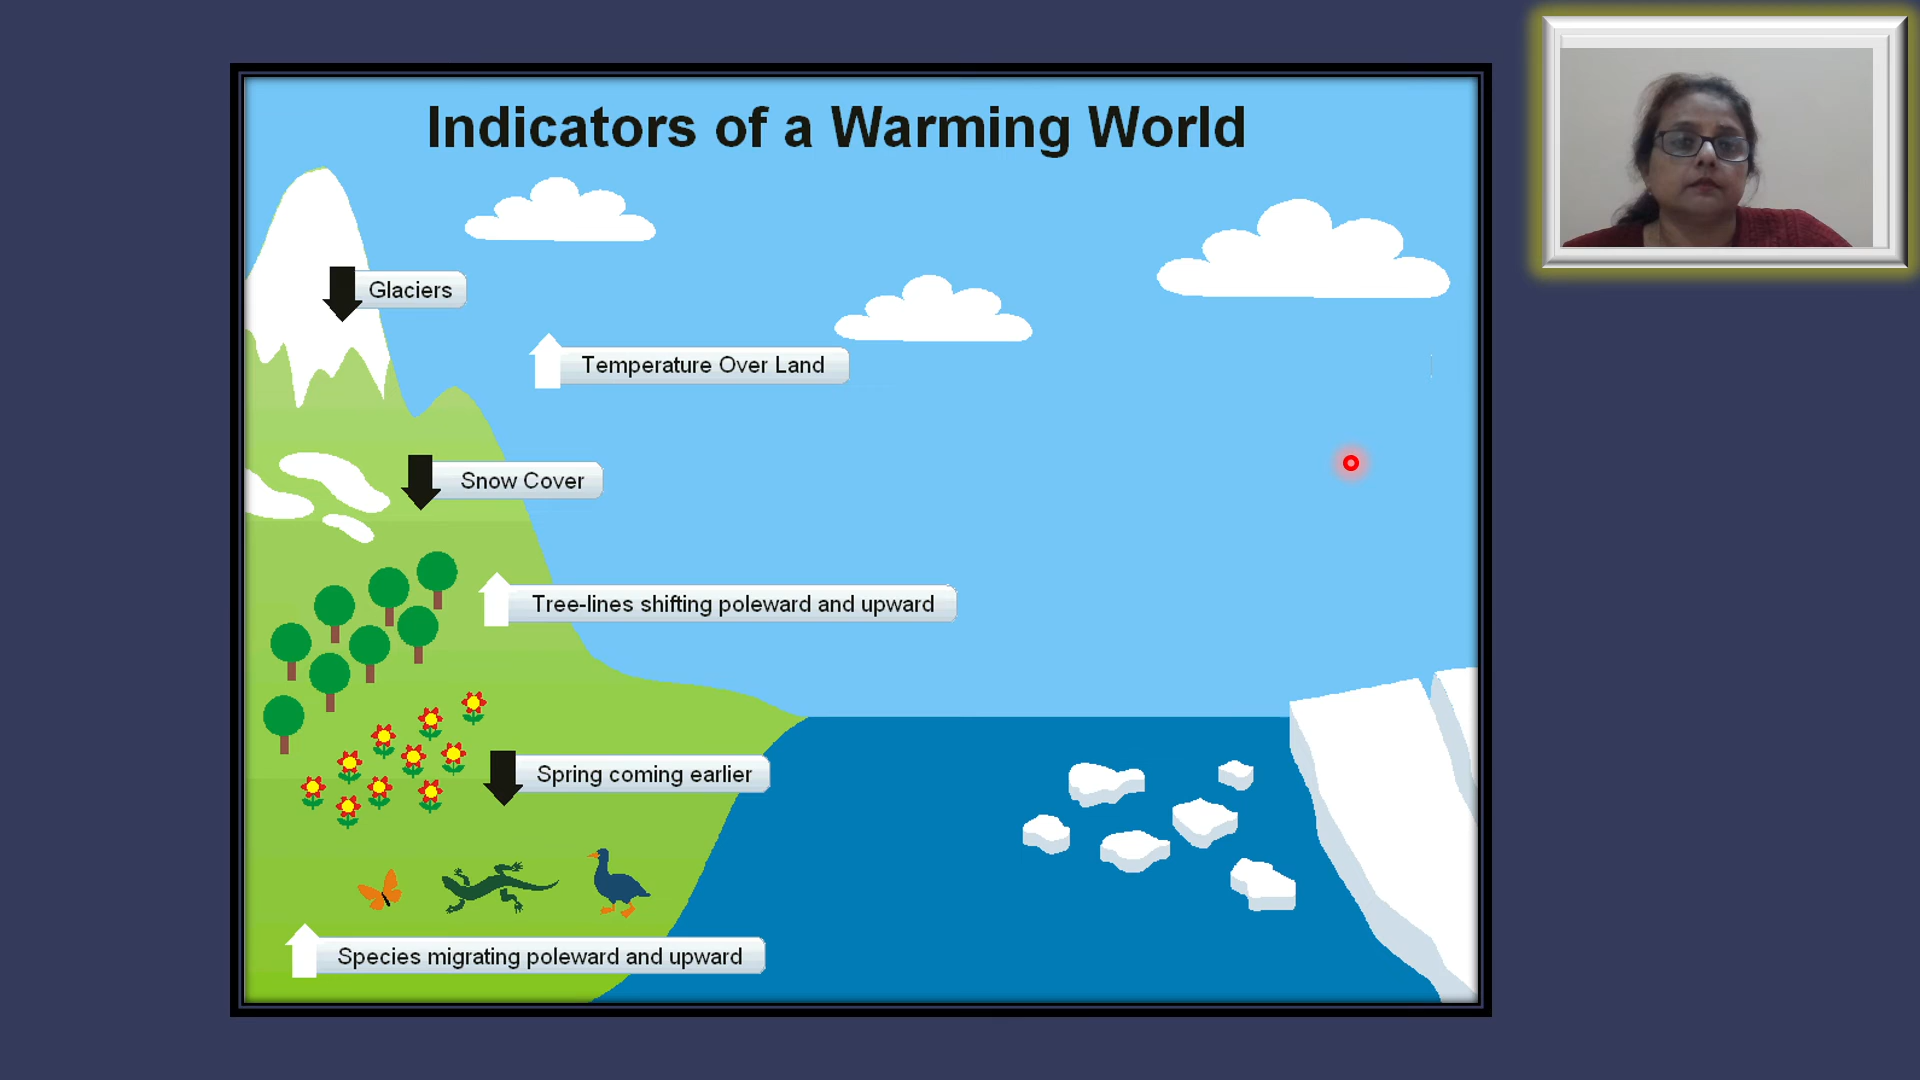 Indicators of a Warming World
Glaciers
Temperature Over Land
Snow Cover
Tree-lines shifting poleward and upward
Spring coming earlier
Species migrating poleward and upward